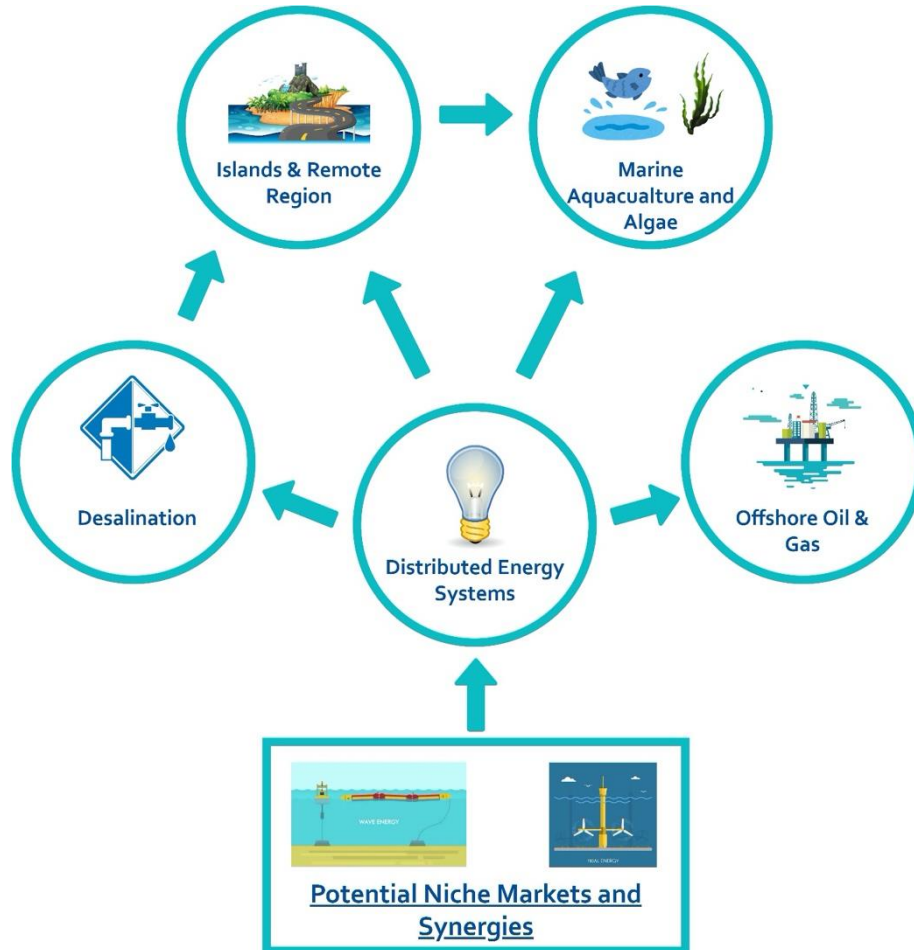 Islands & Remote
Region
Marine
Aquacualture and
Algae
Desalination
Distributed Energy
Systems
Offshore Oil &
Gas
WAVE ENERGY
Potential Niche Markets and
Synergies